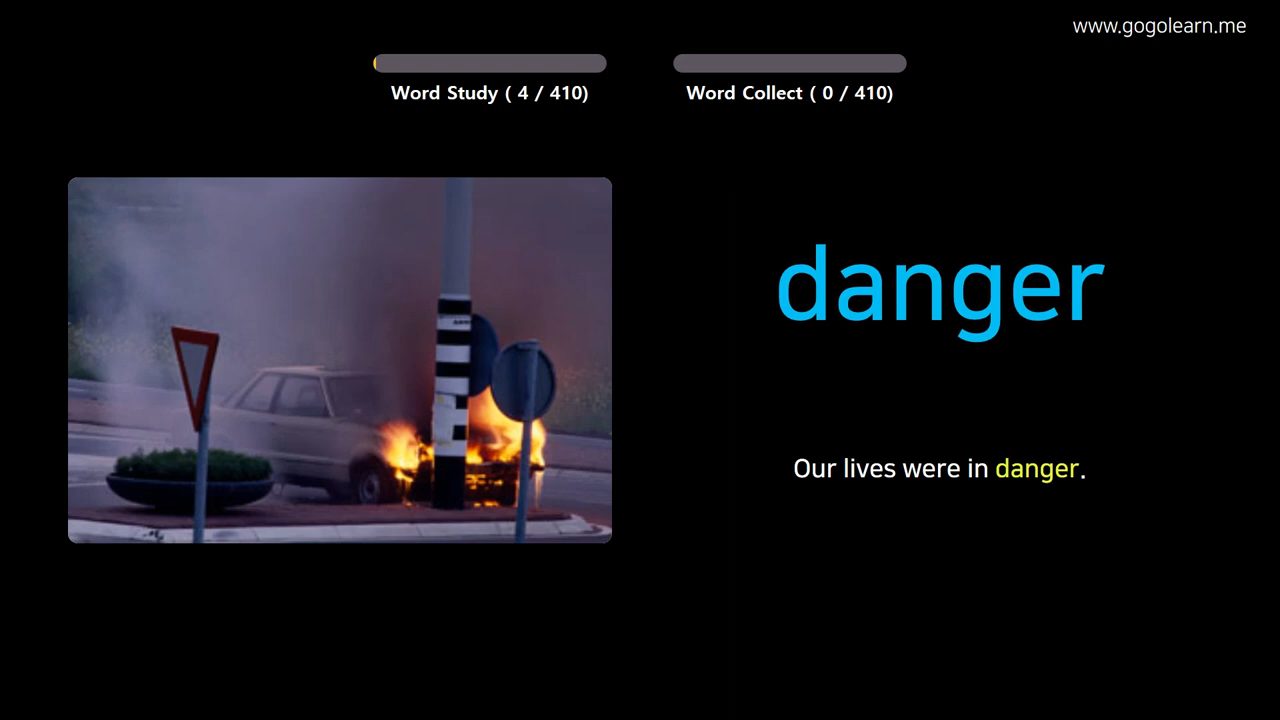 www.gogolearn.me
Word Study ( 4 / 410)
Word Collect ( 0 / 410)
danger
Our lives were in danger.